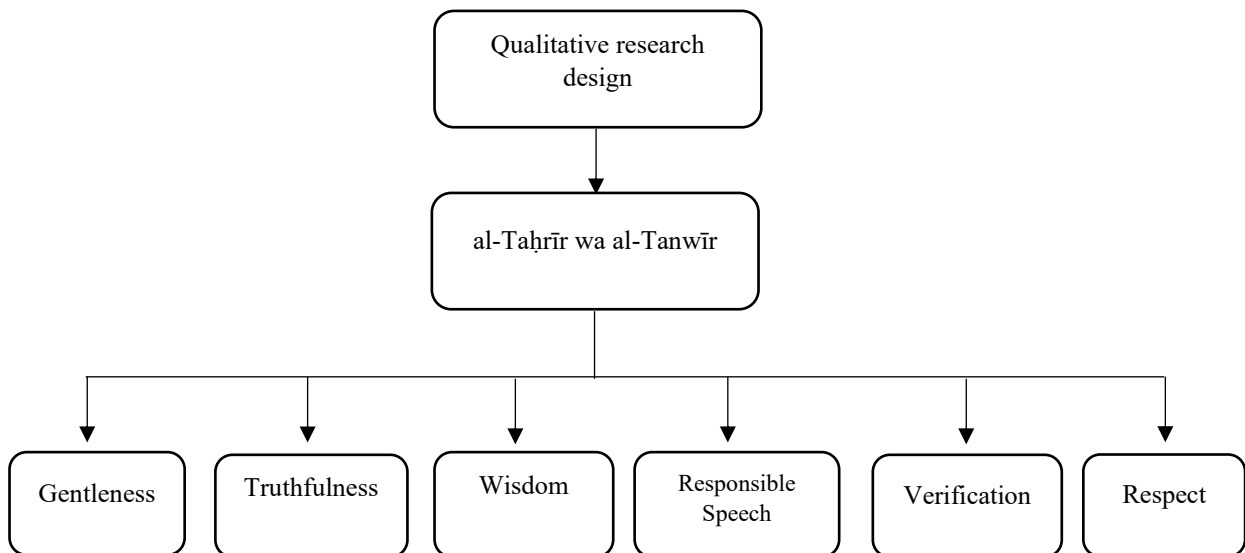 Qualitative research
design
al-Taḥrīr wa al-Tanwīr
Gentleness
Truthfulness
Wisdom
Responsible
Speech
Verification
Respect